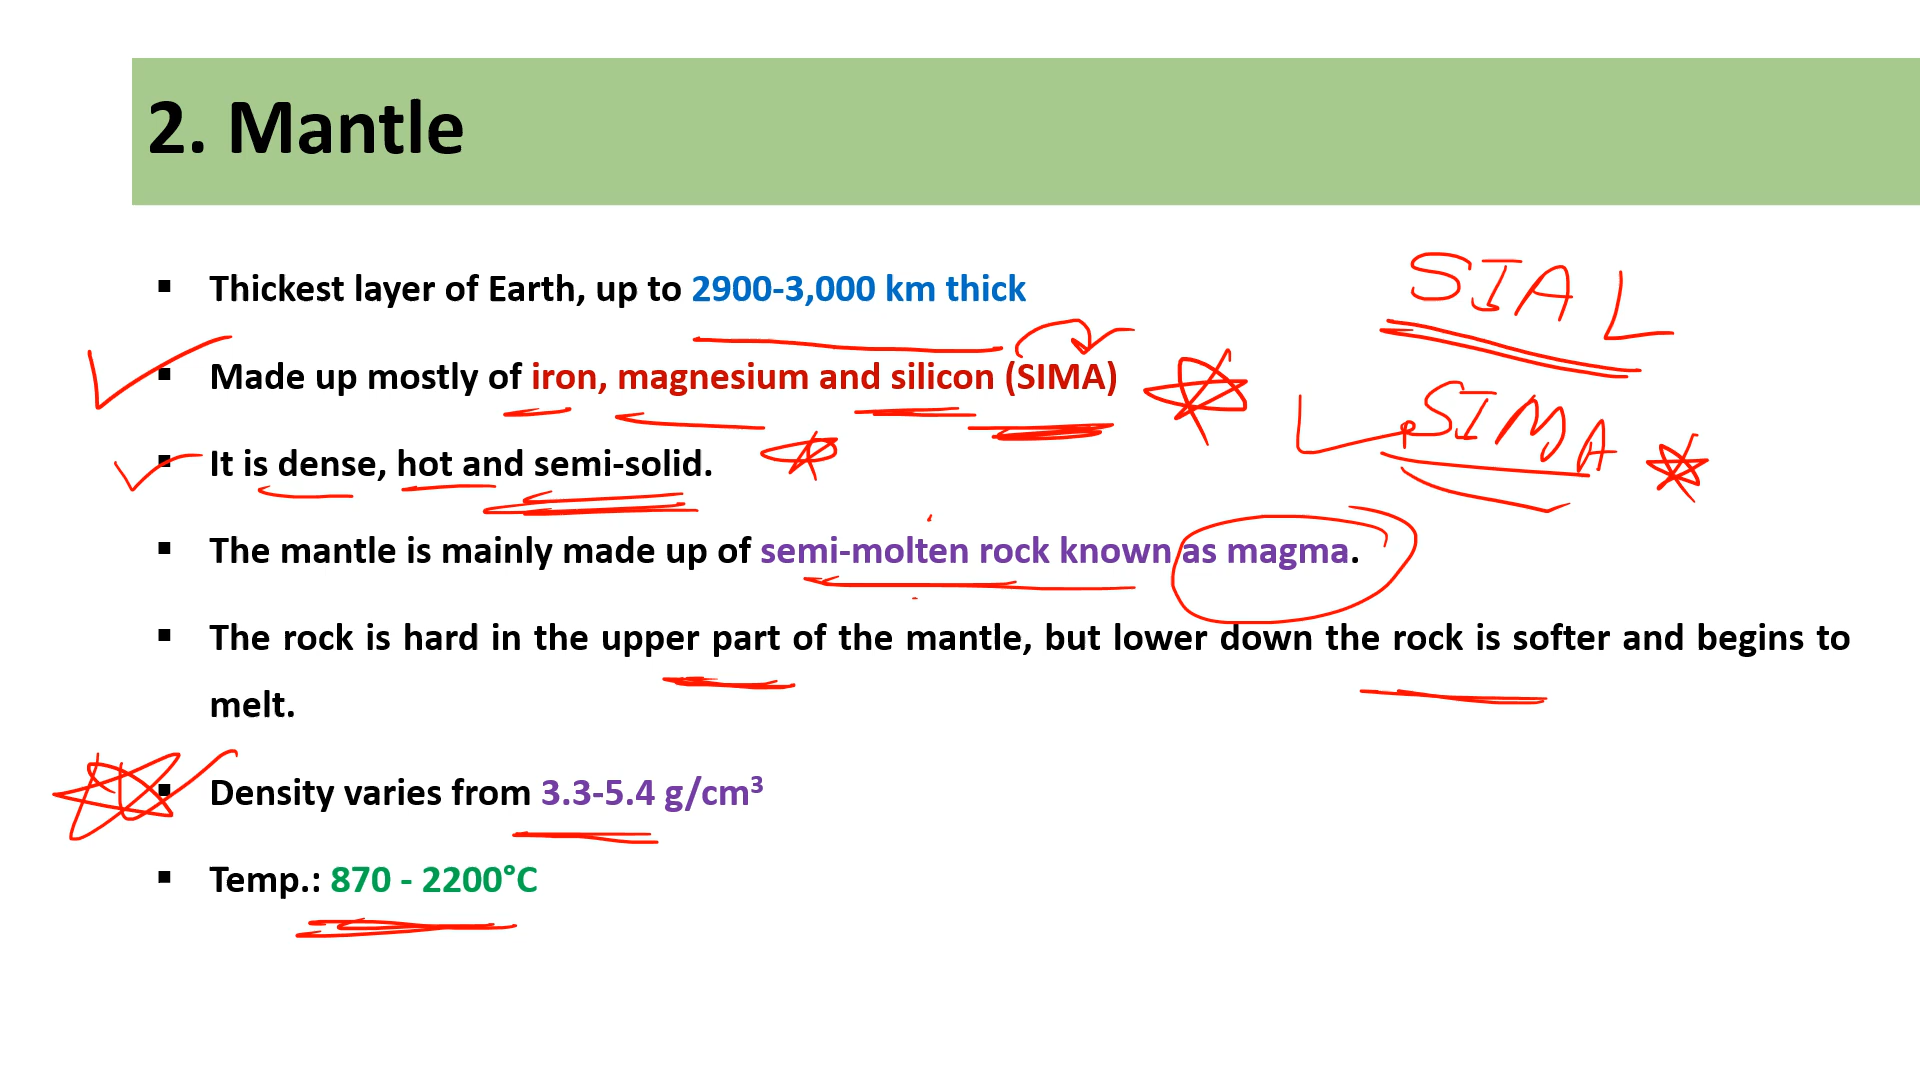 2. Mantle
▪ Thickest layer of Earth, up to 2900-3,000 km thick
SIAL
▪ Made up mostly of iron, magnesium and silicon (SIMA)
SIMA
▪ It is dense, hot and semi-solid.
▪ The mantle is mainly made up of semi-molten rock known as magma.
▪ The rock is hard in the upper part of the mantle, but lower down the rock is softer and begins to
melt.
▪ Density varies from 3.3-5.4 g/cm³
▪ Temp.: 870 - 2200°C